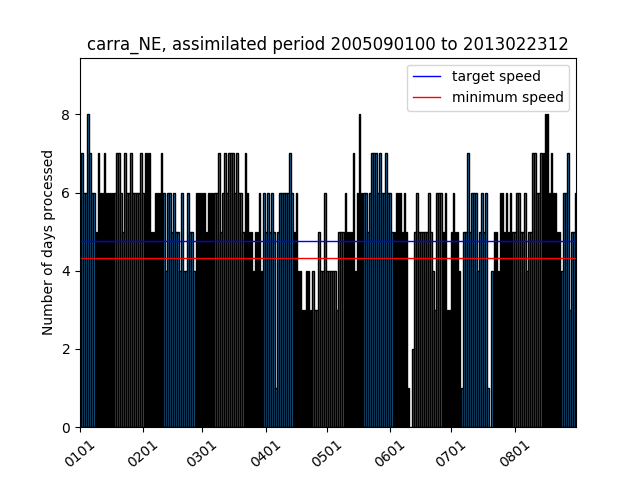 carra_NE, assimilated period 2005090100 to 2013022312
target speed
minimum speed
Number of days processed
8
6
4
2
0
0101 0201 0301 0401 0501 0601 0701 0801